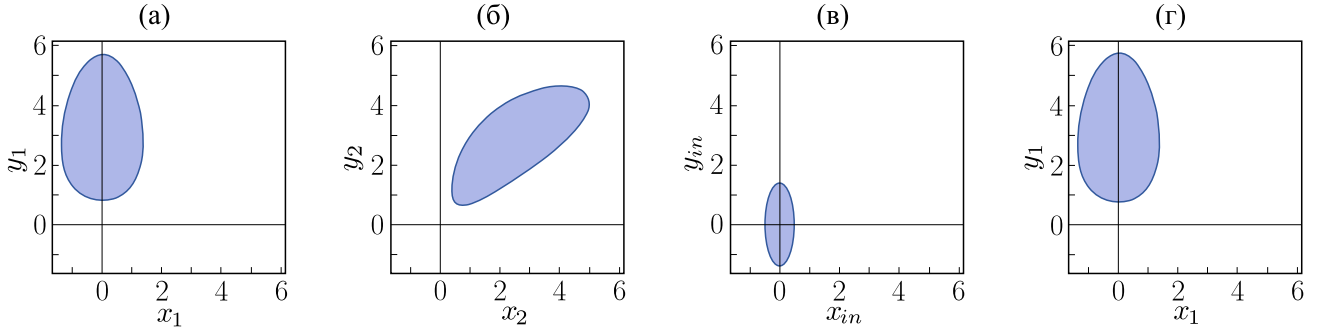 (а) (б) (в) (г)
6 6 6 6
4 4 4 4
2 2 2 2
0 0 0 0
y₁ y₂ yᵢₙ y₁
0 2 4 6 0 2 4 6 0 2 4 6 0 2 4 6
x₁ x₂ xᵢₙ x₁